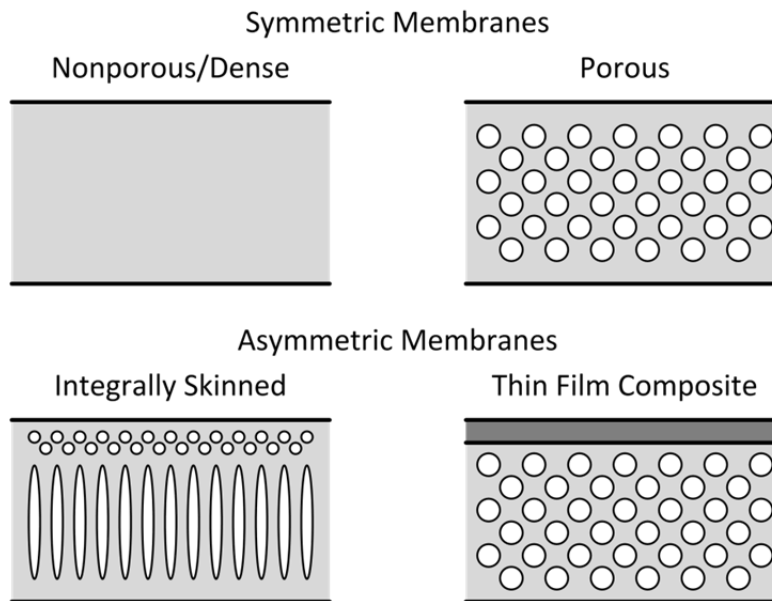 Symmetric Membranes
Nonporous/Dense
Porous
Asymmetric Membranes
Integrally Skinned
Thin Film Composite